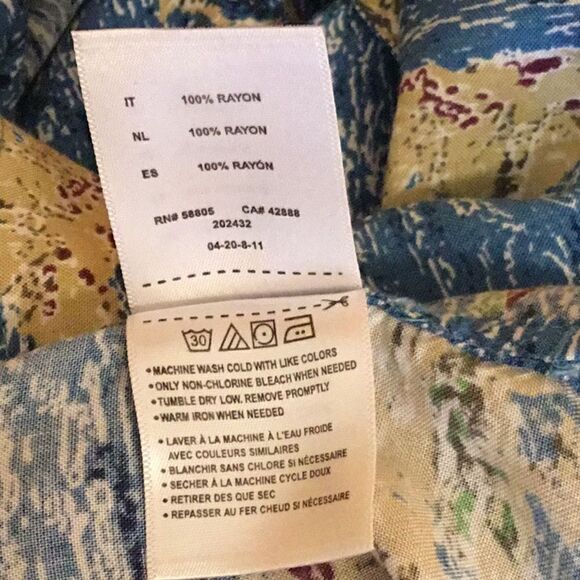 IT 100% RAYON
NL 100% RAYON
ES 100% RAYÓN
RN# 58805 CA# 42888
202432
04-20-8-11
30
•MACHINE WASH COLD WITH LIKE COLORS
•ONLY NON-CHLORINE BLEACH WHEN NEEDED
•TUMBLE DRY LOW. REMOVE PROMPTLY
•WARM IRON WHEN NEEDED
• LAVER À LA MACHINE À L'EAU FROIDE
AVEC COULEURS SIMILAIRES
• BLANCHIR SANS CHLORE SI NÉCESSAIRE
• SECHER À LA MACHINE CYCLE DOUX
• RETIRER DES QUE SEC
• REPASSER AU FER CHEUD SI NÉCESSAIRE